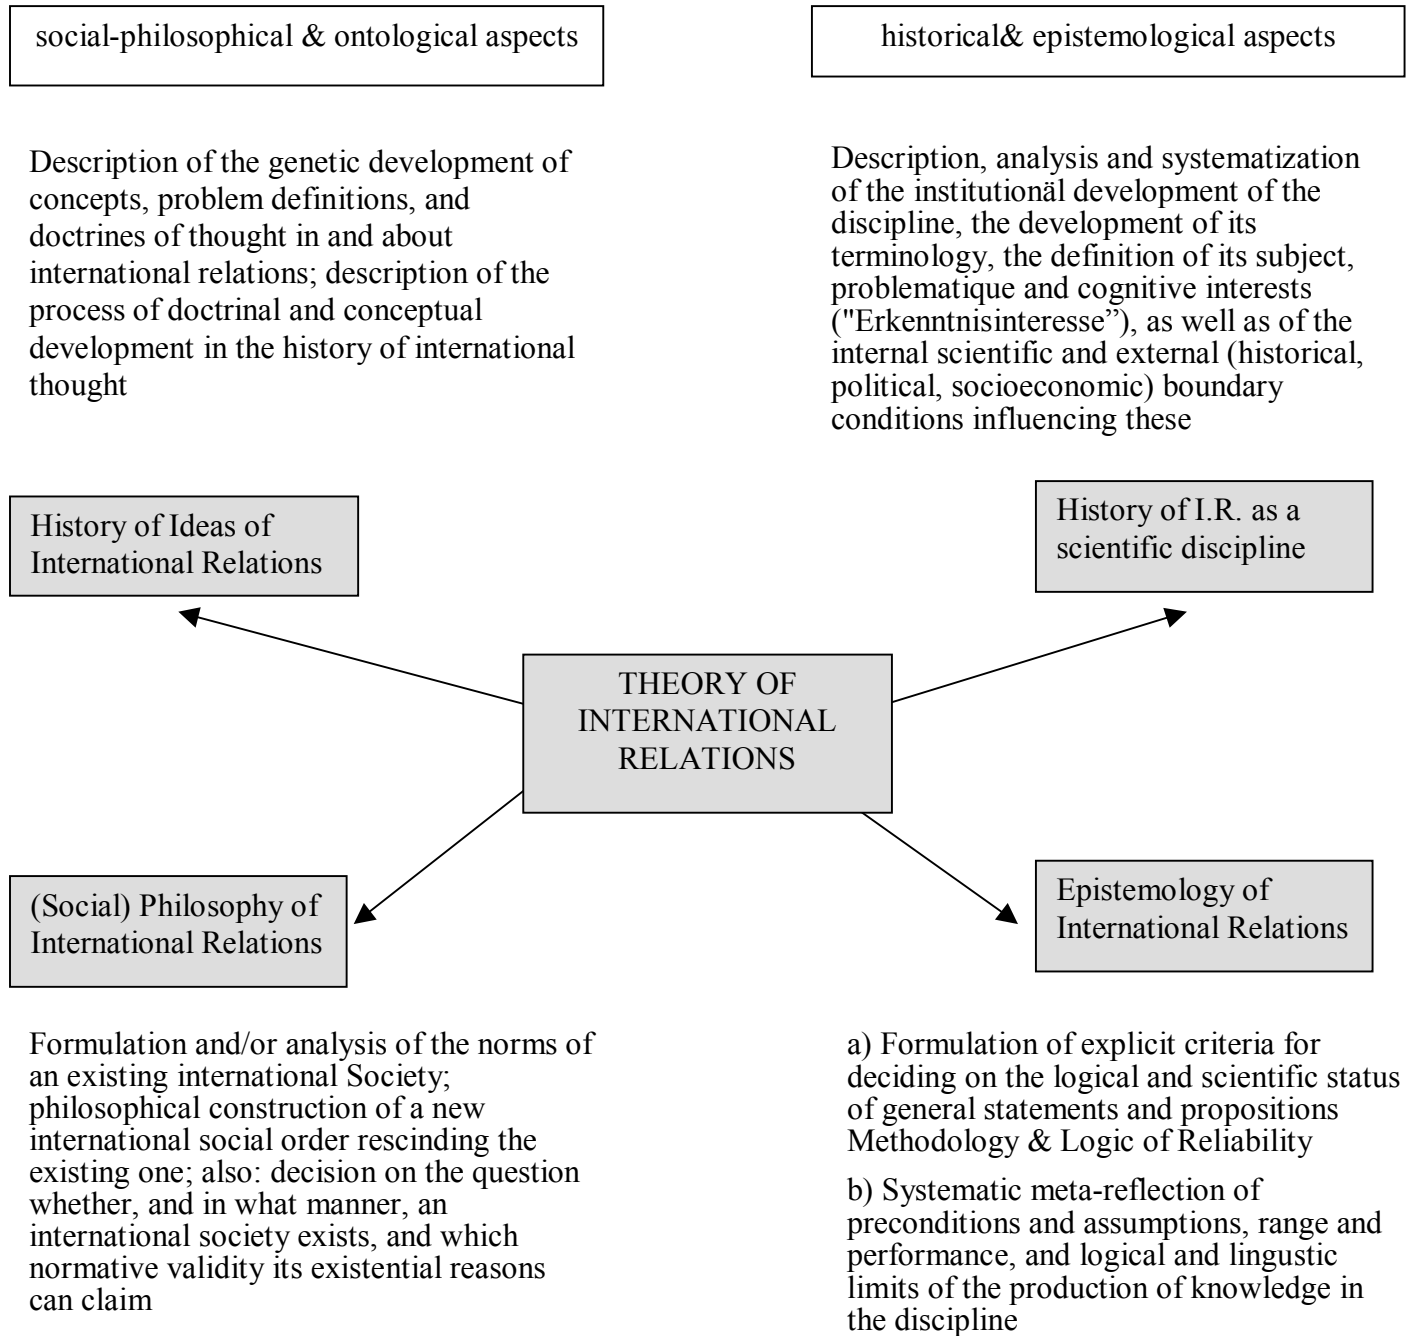 social-philosophical & ontological aspects
historical& epistemological aspects
Description of the genetic development of
concepts, problem definitions, and
doctrines of thought in and about
international relations; description of the
process of doctrinal and conceptual
development in the history of international
thought
Description, analysis and systematization
of the institutionäl development of the
discipline, the development of its
terminology, the definition of its subject,
problematique and cognitive interests
("Erkenntnisinteresse”), as well as of the
internal scientific and external (historical,
political, socioeconomic) boundary
conditions influencing these
History of Ideas of
International Relations
History of I.R. as a
scientific discipline
THEORY OF
INTERNATIONAL
RELATIONS
(Social) Philosophy of
International Relations
Epistemology of
International Relations
Formulation and/or analysis of the norms of
an existing international Society;
philosophical construction of a new
international social order rescinding the
existing one; also: decision on the question
whether, and in what manner, an
international society exists, and which
normative validity its existential reasons
can claim
a) Formulation of explicit criteria for
deciding on the logical and scientific status
of general statements and propositions
Methodology & Logic of Reliability
b) Systematic meta-reflection of
preconditions and assumptions, range and
performance, and logical and lingustic
limits of the production of knowledge in
the discipline